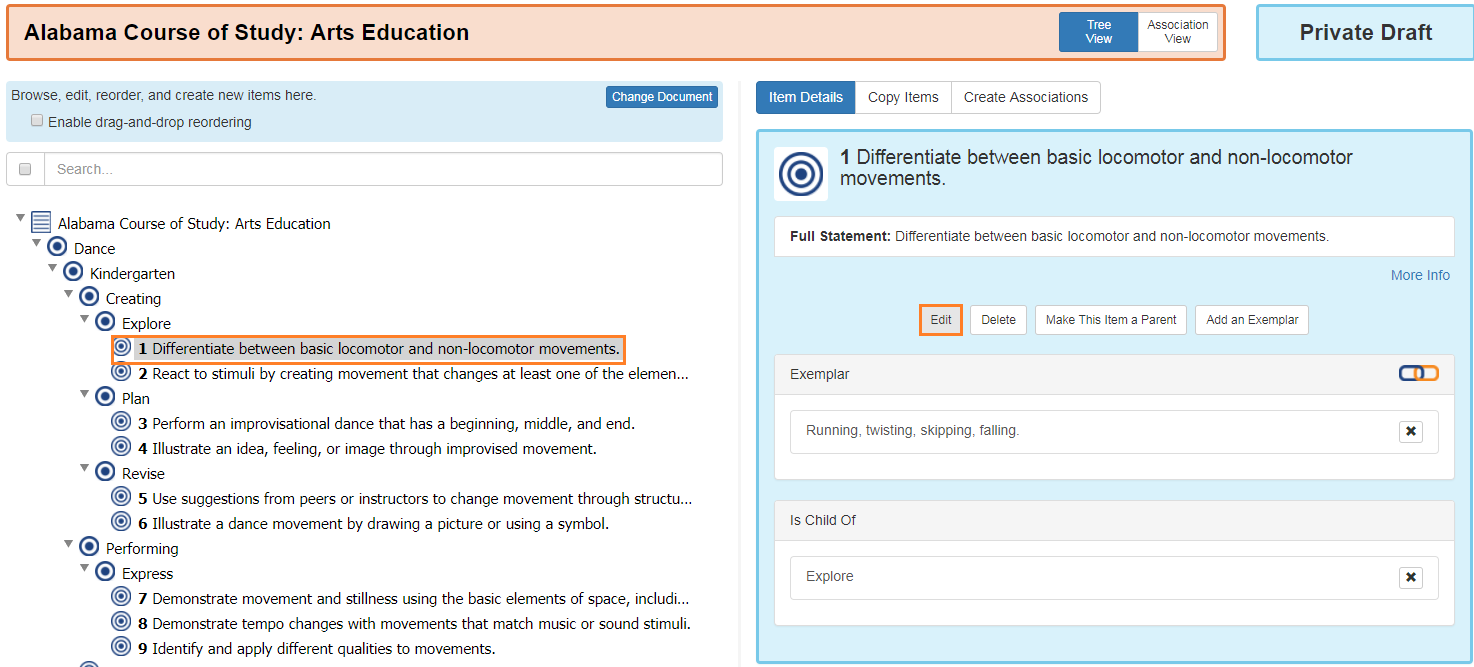 Alabama Course of Study: Arts Education
Tree
View
Association
View
Private Draft
Browse, edit, reorder, and create new items here.
Change Document
Enable drag-and-drop reordering
Search...
Alabama Course of Study: Arts Education
Dance
Kindergarten
Creating
Explore
1 Differentiate between basic locomotor and non-locomotor movements.
2 React to stimuli by creating movement that changes at least one of the elemen...
Plan
3 Perform an improvisational dance that has a beginning, middle, and end.
4 Illustrate an idea, feeling, or image through improvised movement.
Revise
5 Use suggestions from peers or instructors to change movement through structu...
6 Illustrate a dance movement by drawing a picture or using a symbol.
Performing
Express
7 Demonstrate movement and stillness using the basic elements of space, includi...
8 Demonstrate tempo changes with movements that match music or sound stimuli.
9 Identify and apply different qualities to movements.
Item Details
Copy Items
Create Associations
1 Differentiate between basic locomotor and non-locomotor
movements.
Full Statement: Differentiate between basic locomotor and non-locomotor movements.
More Info
Edit
Delete
Make This Item a Parent
Add an Exemplar
Exemplar
Running, twisting, skipping, falling.
Is Child Of
Explore